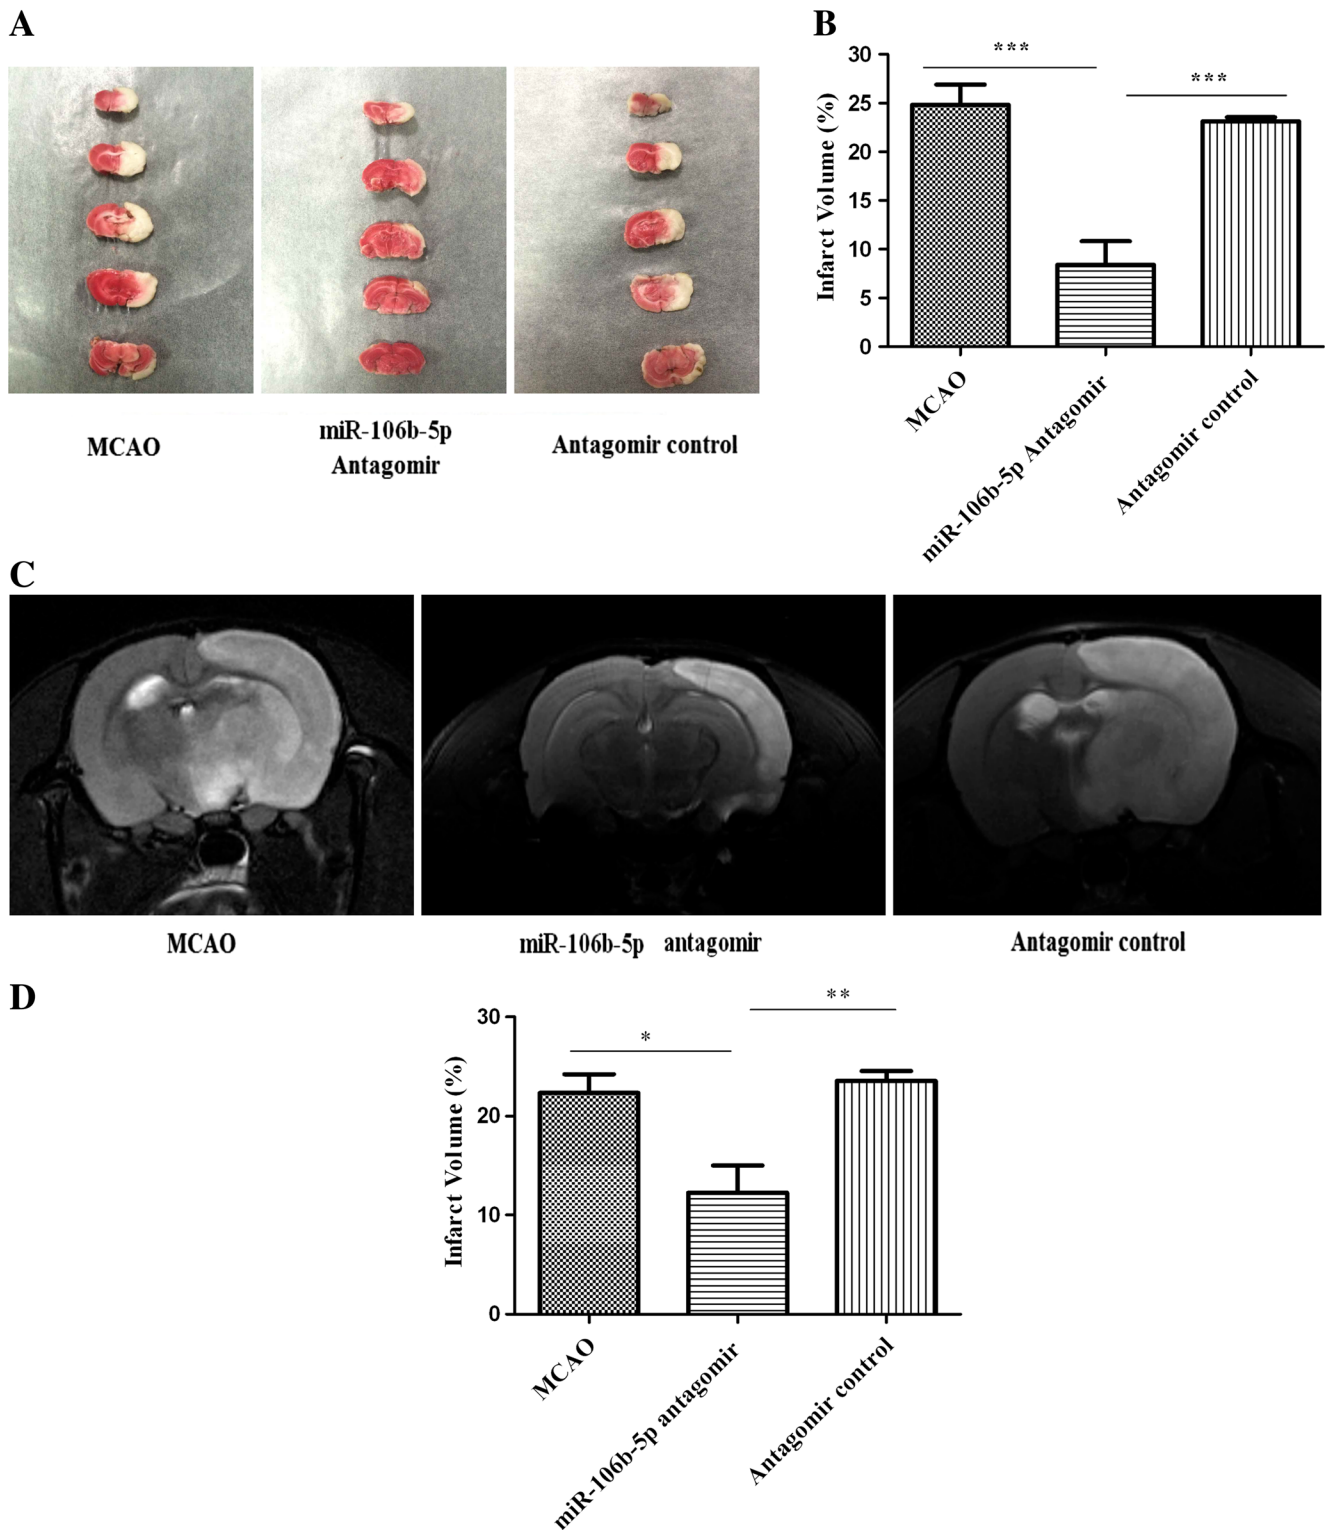 A
MCAO
miR-106b-5p
Antagomir
Antagomir control
B
***
***
Infarct Volume (%)
30
25
20
15
10
5
0
MCAO
miR-106b-5p Antagomir
Antagomir control
C
MCAO
miR-106b-5p antagomir
Antagomir control
D
**
*
Infarct Volume (%)
30
20
10
0
MCAO
miR-106b-5p antagomir
Antagomir control